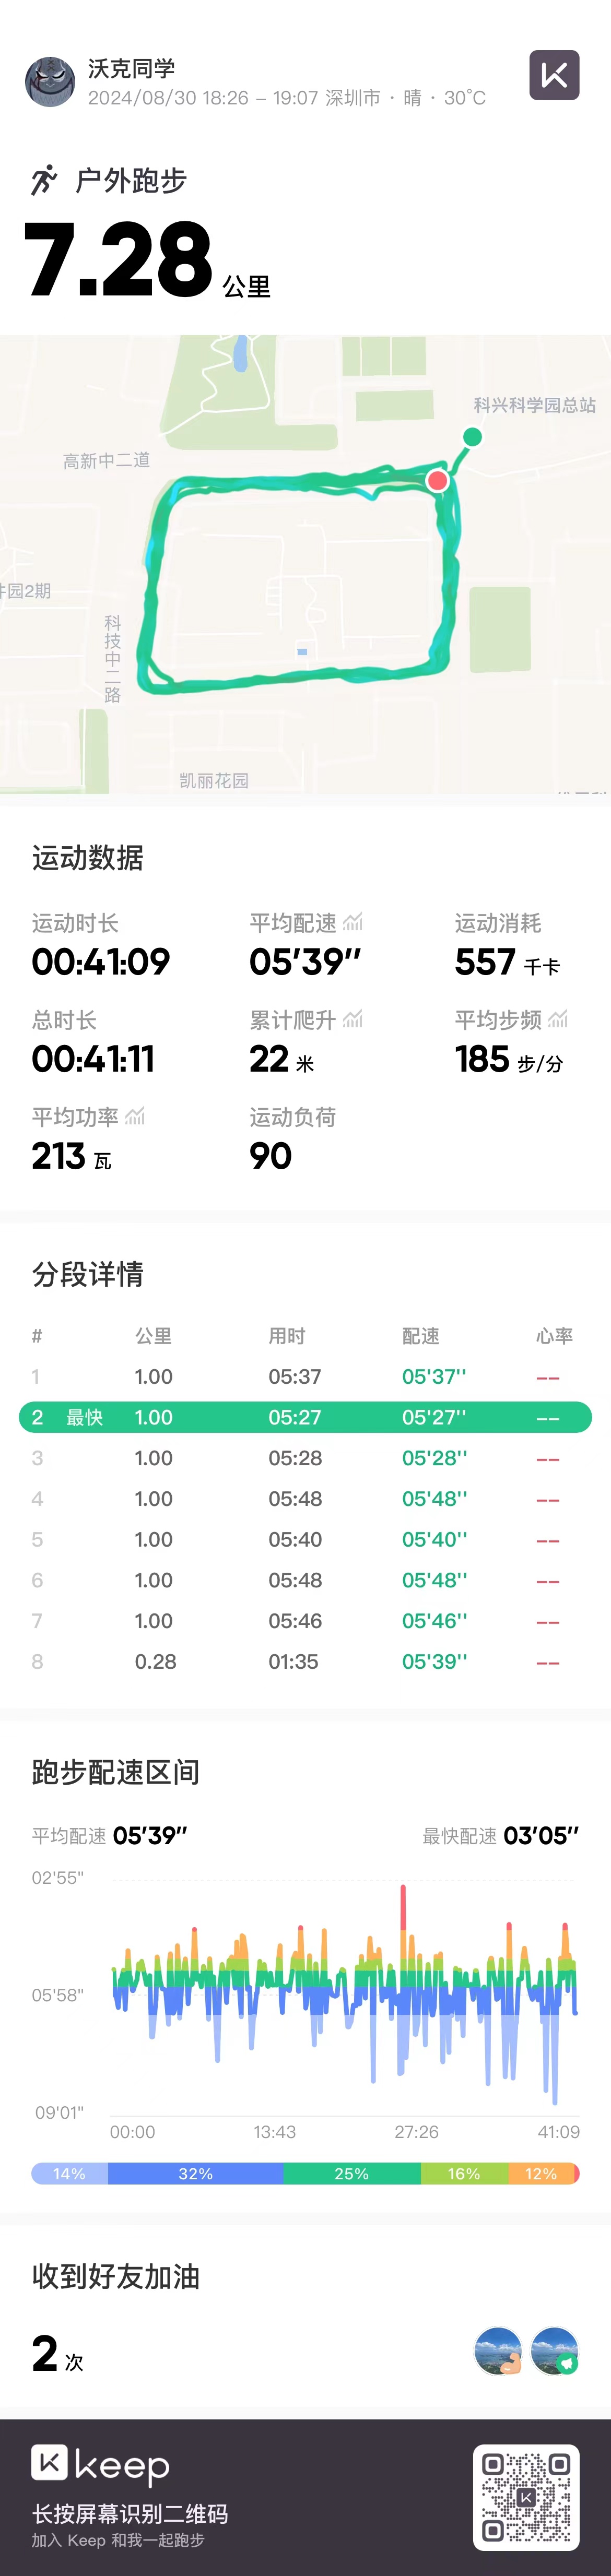 沃克同学
2024/08/30 18:26 – 19:07 深圳市 · 晴 · 30°C
户外跑步
7.28 公里
科兴科学园总站
高新中二道
园2期
科技中二路
凯丽花园
运动数据
运动时长 平均配速 运动消耗
00:41:09 05'39'' 557 千卡
总时长 累计爬升 平均步频
00:41:11 22 米 185 步/分
平均功率 运动负荷
213 瓦 90
分段详情
# 公里 用时 配速 心率
1 1.00 05:37 05'37'' --
2 最快 1.00 05:27 05'27'' --
3 1.00 05:28 05'28'' --
4 1.00 05:48 05'48'' --
5 1.00 05:40 05'40'' --
6 1.00 05:48 05'48'' --
7 1.00 05:46 05'46'' --
8 0.28 01:35 05'39'' --
跑步配速区间
平均配速 05'39'' 最快配速 03'05''
02'55"
05'58"
09'01"
00:00 13:43 27:26 41:09
14% 32% 25% 16% 12%
收到好友加油
2 次
keep
长按屏幕识别二维码
加入 Keep 和我一起跑步